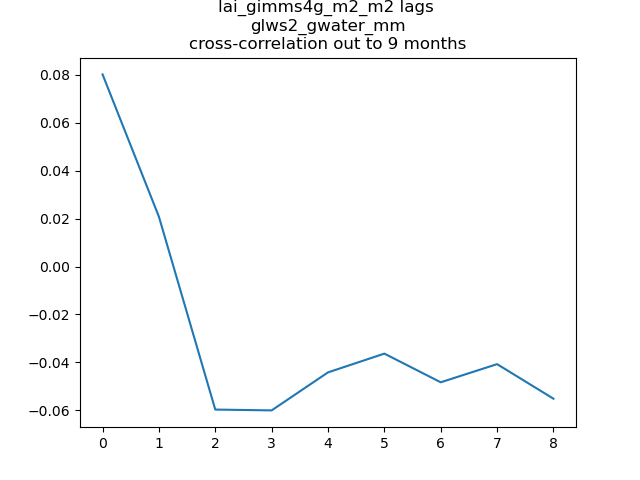 lai_gimms4g_m2_m2 lags
glws2_gwater_mm
cross-correlation out to 9 months
0.08
0.06
0.04
0.02
0.00
−0.02
−0.04
−0.06
0 1 2 3 4 5 6 7 8